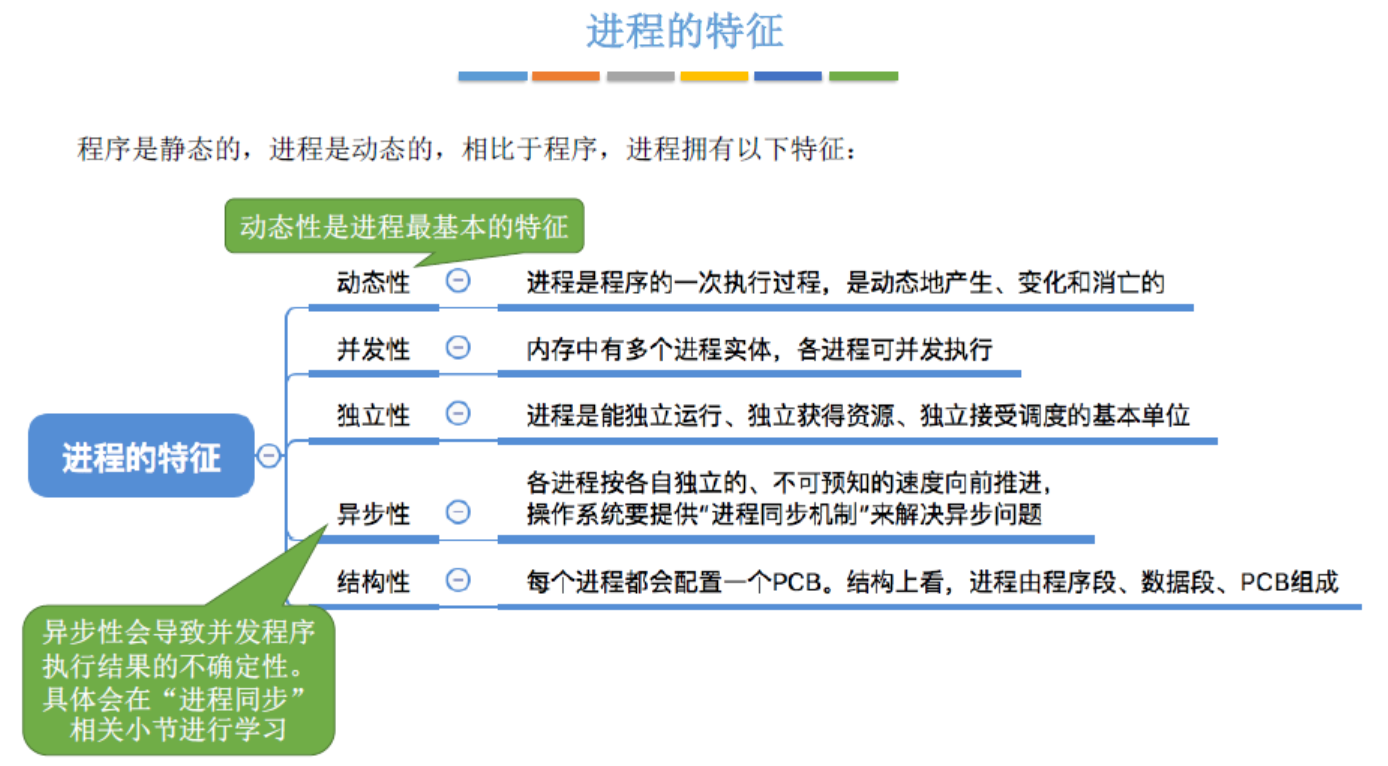 进程的特征
程序是静态的，进程是动态的，相比于程序，进程拥有以下特征：
动态性是进程最基本的特征
动态性
进程是程序的一次执行过程，是动态地产生、变化和消亡的
并发性
内存中有多个进程实体，各进程可并发执行
独立性
进程是能独立运行、独立获得资源、独立接受调度的基本单位
进程的特征
异步性
各进程按各自独立的、不可预知的速度向前推进，
操作系统要提供"进程同步机制"来解决异步问题
结构性
每个进程都会配置一个PCB。结构上看，进程由程序段、数据段、PCB组成
异步性会导致并发程序
执行结果的不确定性。
具体会在“进程同步”
相关小节进行学习